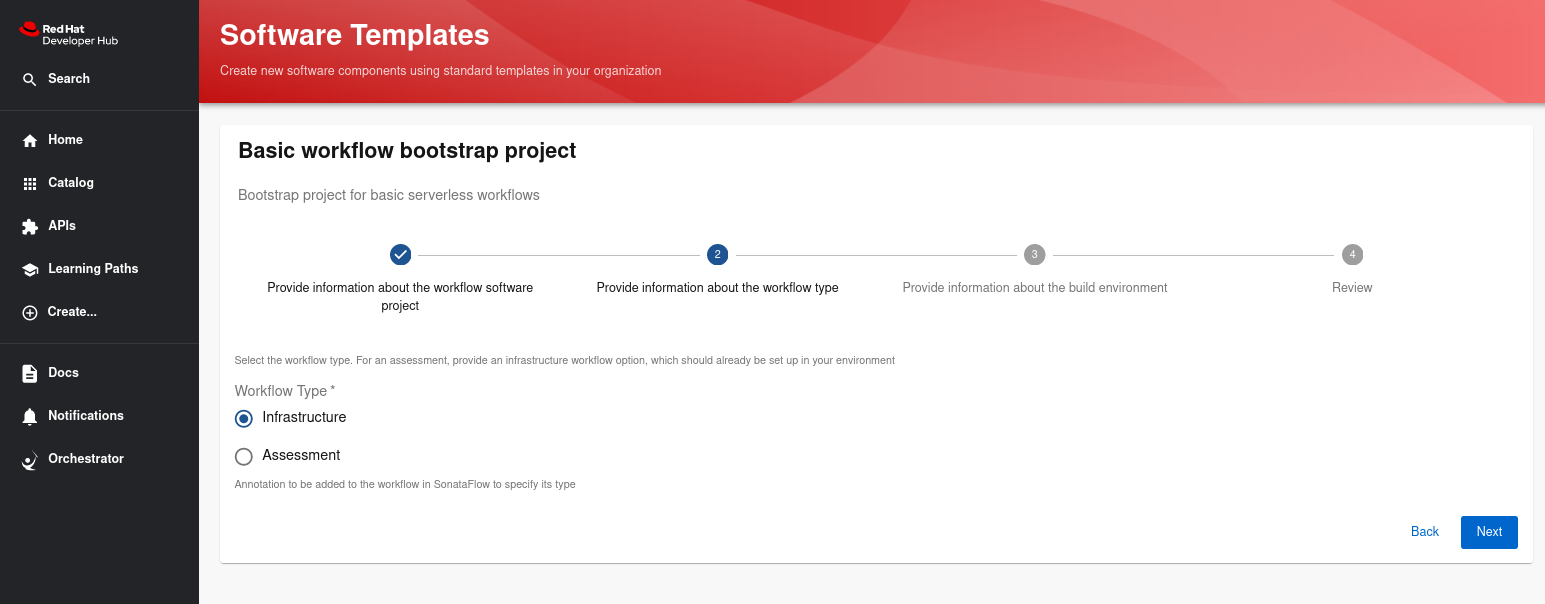 Red Hat
Developer Hub
Search
Home
Catalog
APIs
Learning Paths
Create...
Docs
Notifications
Orchestrator
Software Templates
Create new software components using standard templates in your organization
Basic workflow bootstrap project
Bootstrap project for basic serverless workflows
2
3
4
Provide information about the workflow software
project
Provide information about the workflow type
Provide information about the build environment
Review
Select the workflow type. For an assessment, provide an infrastructure workflow option, which should already be set up in your environment
Workflow Type *
Infrastructure
Assessment
Annotation to be added to the workflow in SonataFlow to specify its type
Back
Next